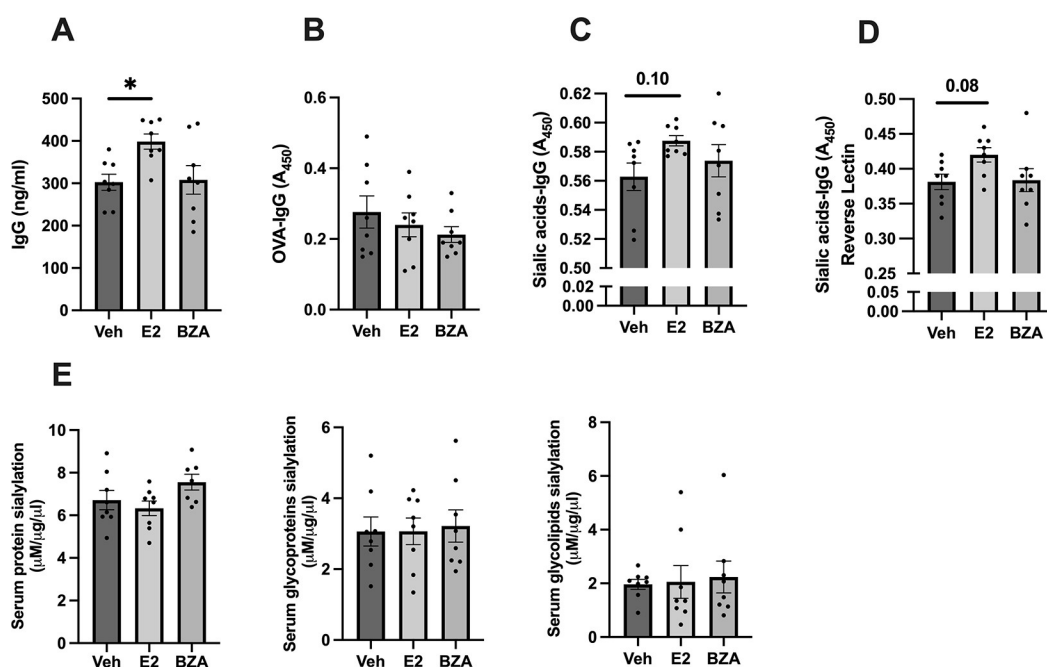 A
IgG (ng/ml)
500
400
300
200
100
0
*
Veh E2 BZA
B
OVA-IgG (A450)
0.6
0.4
0.2
0.0
Veh E2 BZA
C
Sialic acids-IgG (A450)
0.62
0.60
0.58
0.56
0.54
0.52
0.50
0.02
0.00
0.10
Veh E2 BZA
D
Sialic acids-IgG (A450)
Reverse Lectin
0.50
0.45
0.40
0.35
0.30
0.25
0.05
0.00
0.08
Veh E2 BZA
E
Serum protein sialylation
(μM/μg/μl)
10
8
6
4
2
0
Veh E2 BZA
Serum glycoproteins sialylation
(μM/μg/μl)
6
4
2
0
Veh E2 BZA
Serum glycolipids sialylation
(μM/μg/μl)
8
6
4
2
0
Veh E2 BZA